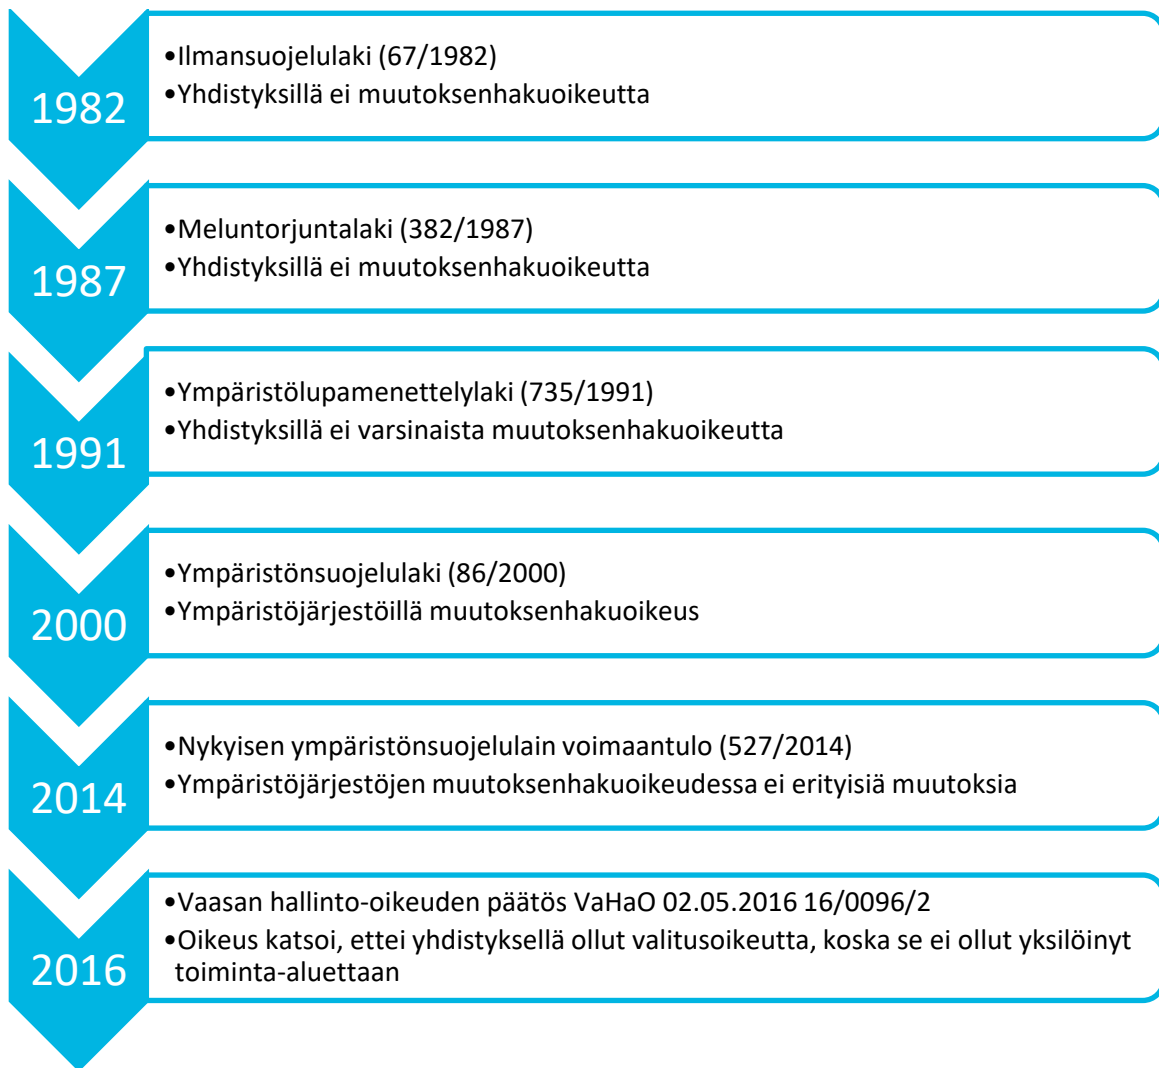 1982
•Ilmansuojelulaki (67/1982)
•Yhdistyksillä ei muutoksenhakuoikeutta
1987
•Meluntorjuntalaki (382/1987)
•Yhdistyksillä ei muutoksenhakuoikeutta
1991
•Ympäristölupamenettelylaki (735/1991)
•Yhdistyksillä ei varsinaista muutoksenhakuoikeutta
2000
•Ympäristönsuojelulaki (86/2000)
•Ympäristöjärjestöillä muutoksenhakuoikeus
2014
•Nykyisen ympäristönsuojelulain voimaantulo (527/2014)
•Ympäristöjärjestöjen muutoksenhakuoikeudessa ei erityisiä muutoksia
2016
•Vaasan hallinto-oikeuden päätös VaHaO 02.05.2016 16/0096/2
•Oikeus katsoi, ettei yhdistyksellä ollut valitusoikeutta, koska se ei ollut yksilöinyt
toiminta-aluettaan